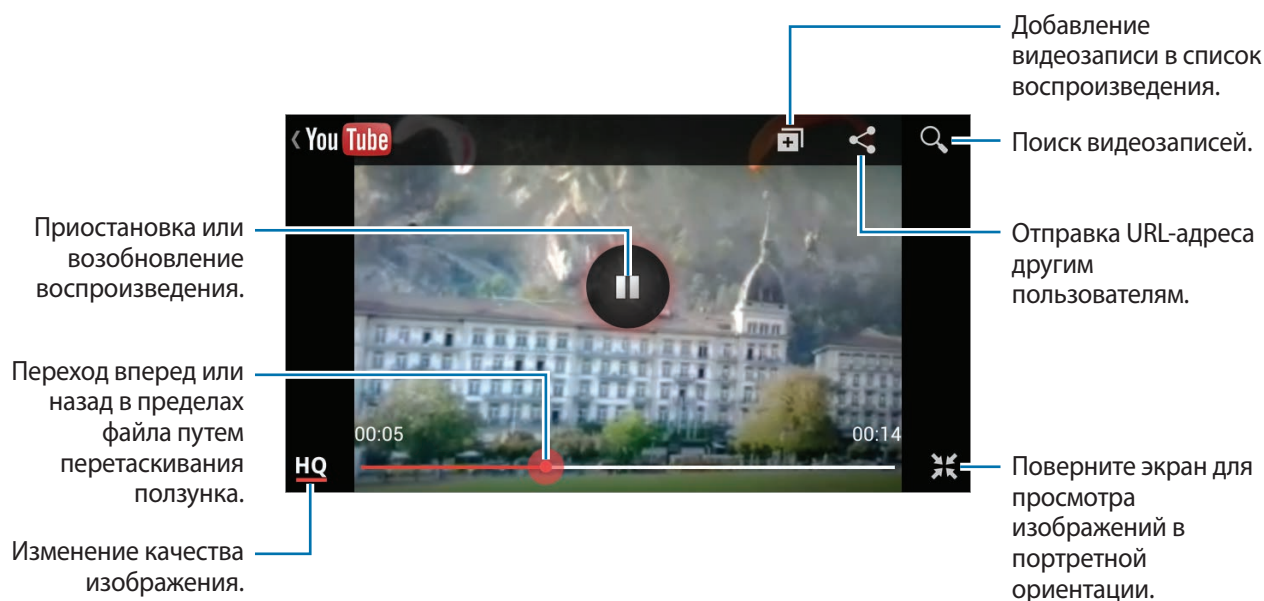 Добавление
видеозаписи в список
воспроизведения.
‹ You Tube
Поиск видеозаписей.
Приостановка или
возобновление
воспроизведения.
Отправка URL-адреса
другим
пользователям.
Переход вперед или
назад в пределах
файла путем
перетаскивания
ползунка.
00:05
00:14
HQ
Поверните экран для
просмотра
изображений в
портретной
ориентации.
Изменение качества
изображения.